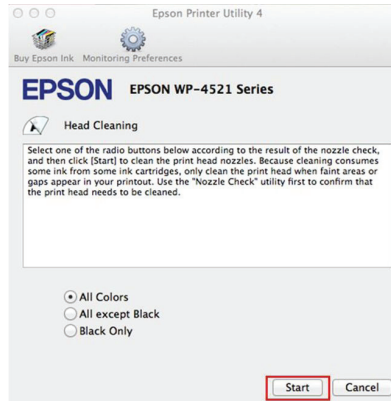 Epson Printer Utility 4
Buy Epson Ink Monitoring Preferences
EPSON EPSON WP-4521 Series
Head Cleaning
Select one of the radio buttons below according to the result of the nozzle check,
and then click [Start] to clean the print head nozzles. Because cleaning consumes
some ink from some ink cartridges, only clean the print head when faint areas or
gaps appear in your printout. Use the "Nozzle Check" utility first to confirm that
the print head needs to be cleaned.
All Colors
All except Black
Black Only
Start Cancel